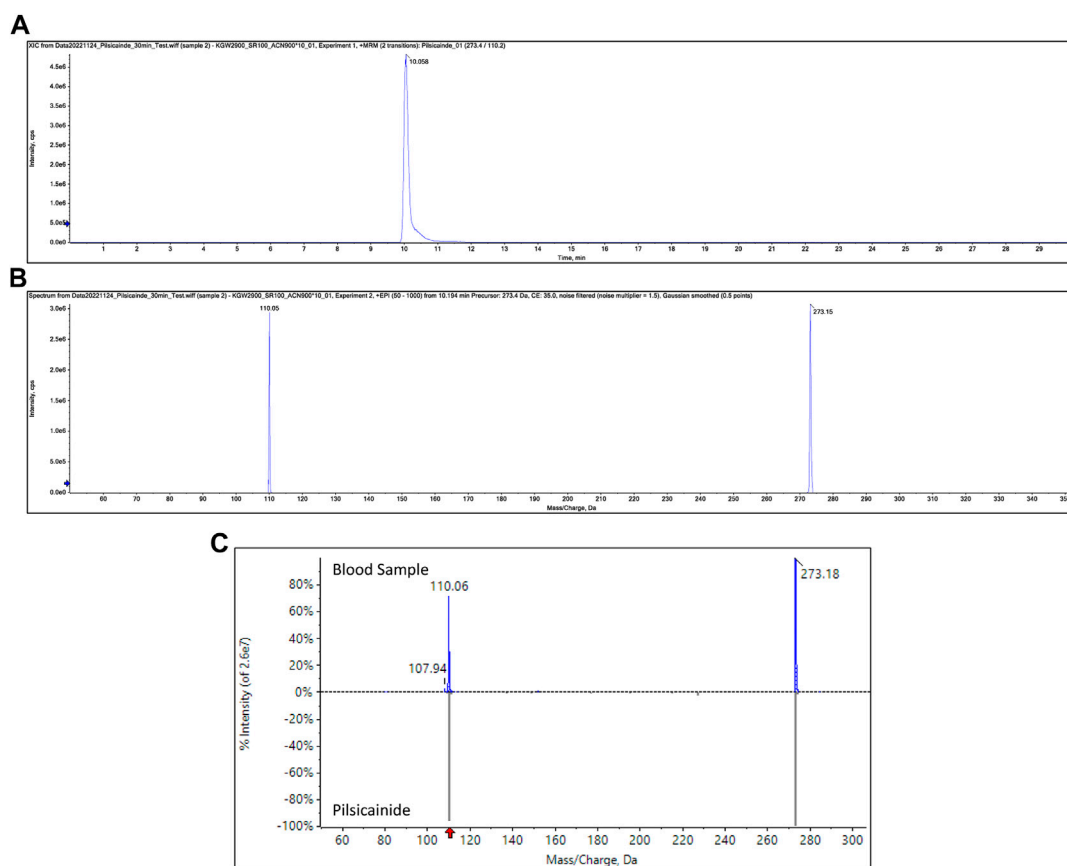 A
XIC from Data20221124_Pilsicainde_30min_Test.wiff (sample 2) - KGW2900_SR100_ACN900*10_01, Experiment 1, +MRM (2 transitions): Pilsicainde_01 (273.4 / 110.2)
10.058
4.5e6
4.0e6
3.5e6
3.0e6
2.5e6
2.0e6
1.5e6
1.0e6
5.0e5
0.0e0
Intensity, cps
1 2 3 4 5 6 7 8 9 10 11 12 13 14 15 16 17 18 19 20 21 22 23 24 25 26 27 28 29
Time, min
B
Spectrum from Data20221124_Pilsicainde_30min_Test.wiff (sample 2) - KGW2900_SR100_ACN900*10_01, Experiment 2, +EPI (50 - 1000) from 10.194 min Precursor: 273.4 Da, CE: 35.0, noise filtered (noise multiplier = 1.5), Gaussian smoothed (0.5 points)
110.05
273.15
3.0e6
2.5e6
2.0e6
1.5e6
1.0e6
5.0e5
0.0e0
Intensity, cps
60 70 80 90 100 110 120 130 140 150 160 170 180 190 200 210 220 230 240 250 260 270 280 290 300 310 320 330 340
Mass/Charge, Da
C
Blood Sample
110.06
273.18
107.94
80%
60%
40%
20%
0%
-20%
-40%
-60%
-80%
-100%
% Intensity (of 2.6e7)
Pilsicainide
60 80 100 120 140 160 180 200 220 240 260 280 300
Mass/Charge, Da